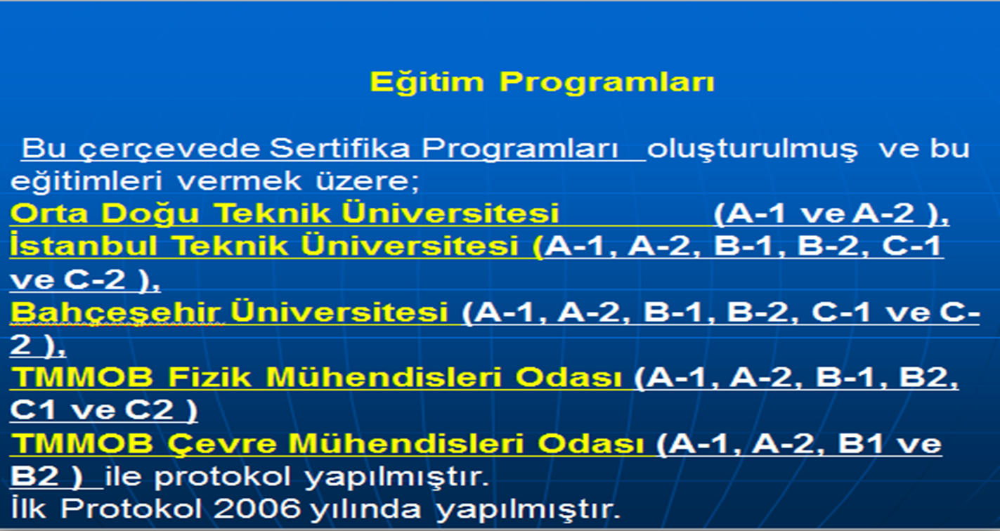 Eğitim Programları
Bu çerçevede Sertifika Programları oluşturulmuş ve bu
eğitimleri vermek üzere;
Orta Doğu Teknik Üniversitesi (A-1 ve A-2 ),
İstanbul Teknik Üniversitesi (A-1, A-2, B-1, B-2, C-1
ve C-2 ),
Bahçeşehir Üniversitesi (A-1, A-2, B-1, B-2, C-1 ve C-
2 ),
TMMOB Fizik Mühendisleri Odası (A-1, A-2, B-1, B2,
C1 ve C2 )
TMMOB Çevre Mühendisleri Odası (A-1, A-2, B1 ve
B2 ) ile protokol yapılmıştır.
İlk Protokol 2006 yılında yapılmıştır.